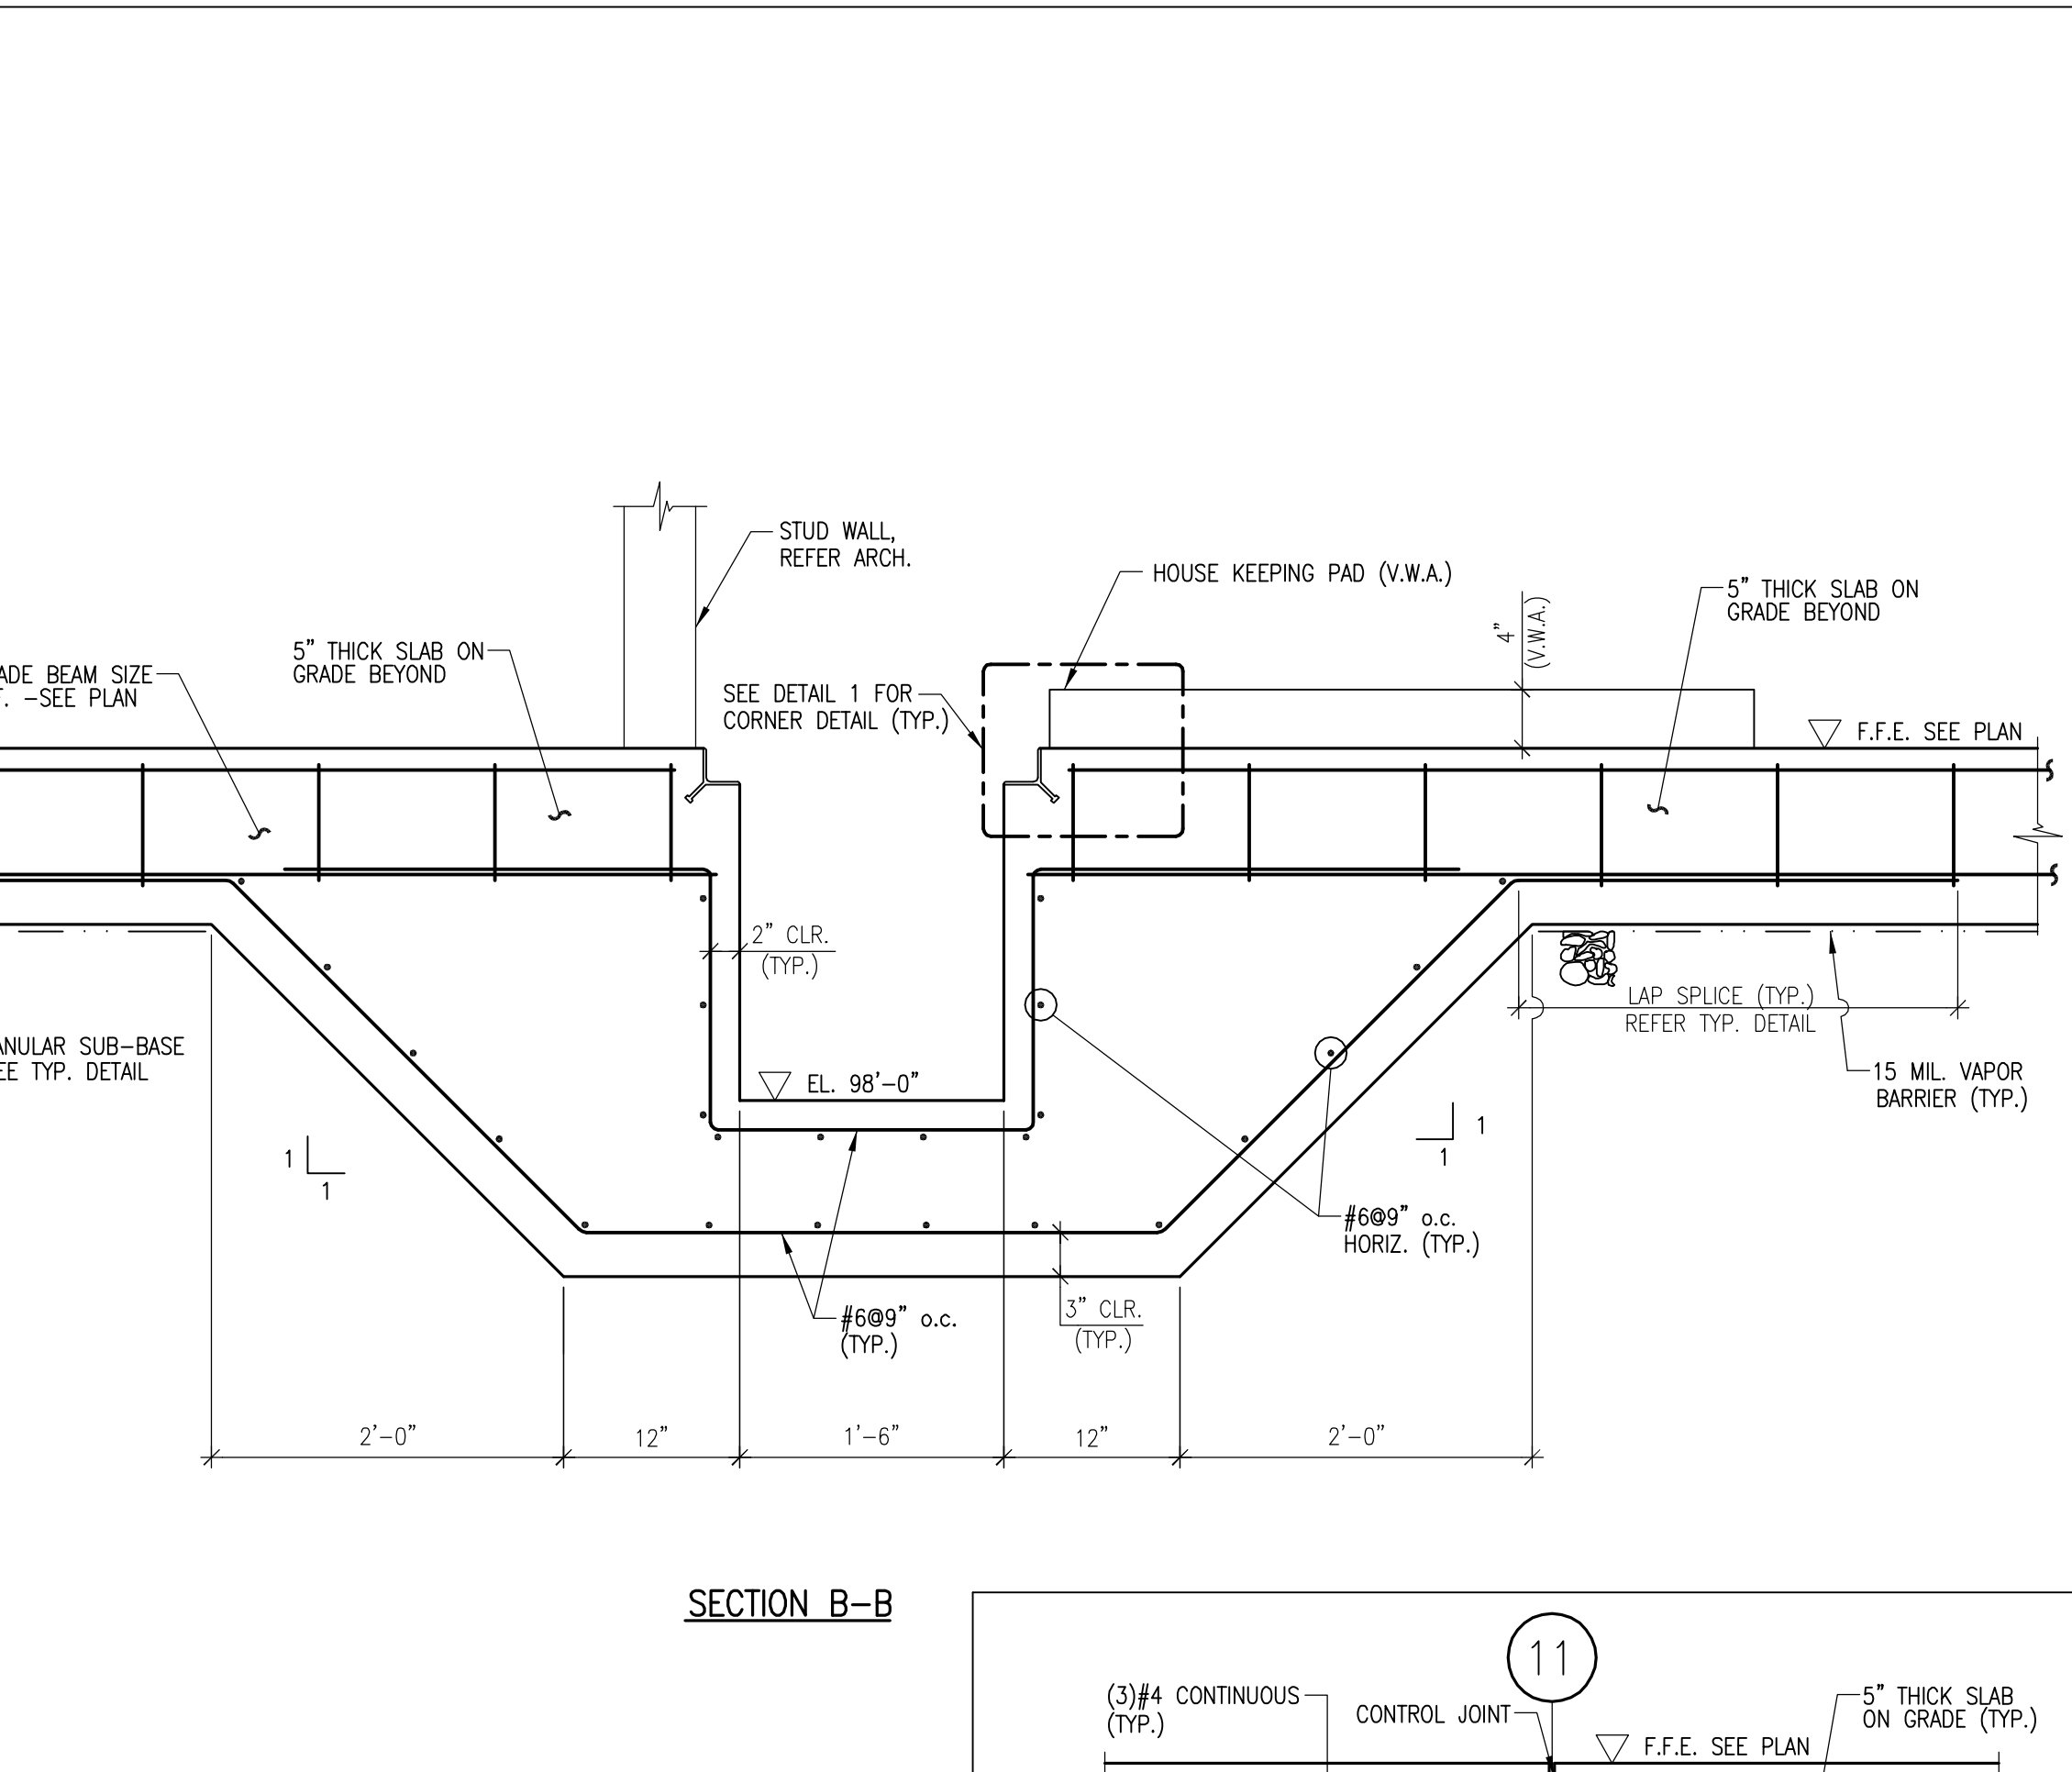 STUD WALL,
REFER ARCH.
HOUSE KEEPING PAD (V.W.A.)
5" THICK SLAB ON
GRADE BEYOND
4"
(V.W.A.)
5" THICK SLAB ON
GRADE BEYOND
BEAM SIZE
-SEE PLAN
SEE DETAIL 1 FOR
CORNER DETAIL (TYP.)
F.F.E. SEE PLAN
2" CLR.
(TYP.)
LAP SPLICE (TYP.)
REFER TYP. DETAIL
SUB-BASE
TYP. DETAIL
EL. 98'-0"
15 MIL. VAPOR
BARRIER (TYP.)
1
1
1
1
#6@9" o.c.
HORIZ. (TYP.)
#6@9" o.c.
(TYP.)
3" CLR.
(TYP.)
2'-0"
12"
1'-6"
12"
2'-0"
SECTION B-B
11
(3)#4 CONTINUOUS
(TYP.)
CONTROL JOINT
5" THICK SLAB
ON GRADE (TYP.)
F.F.E. SEE PLAN